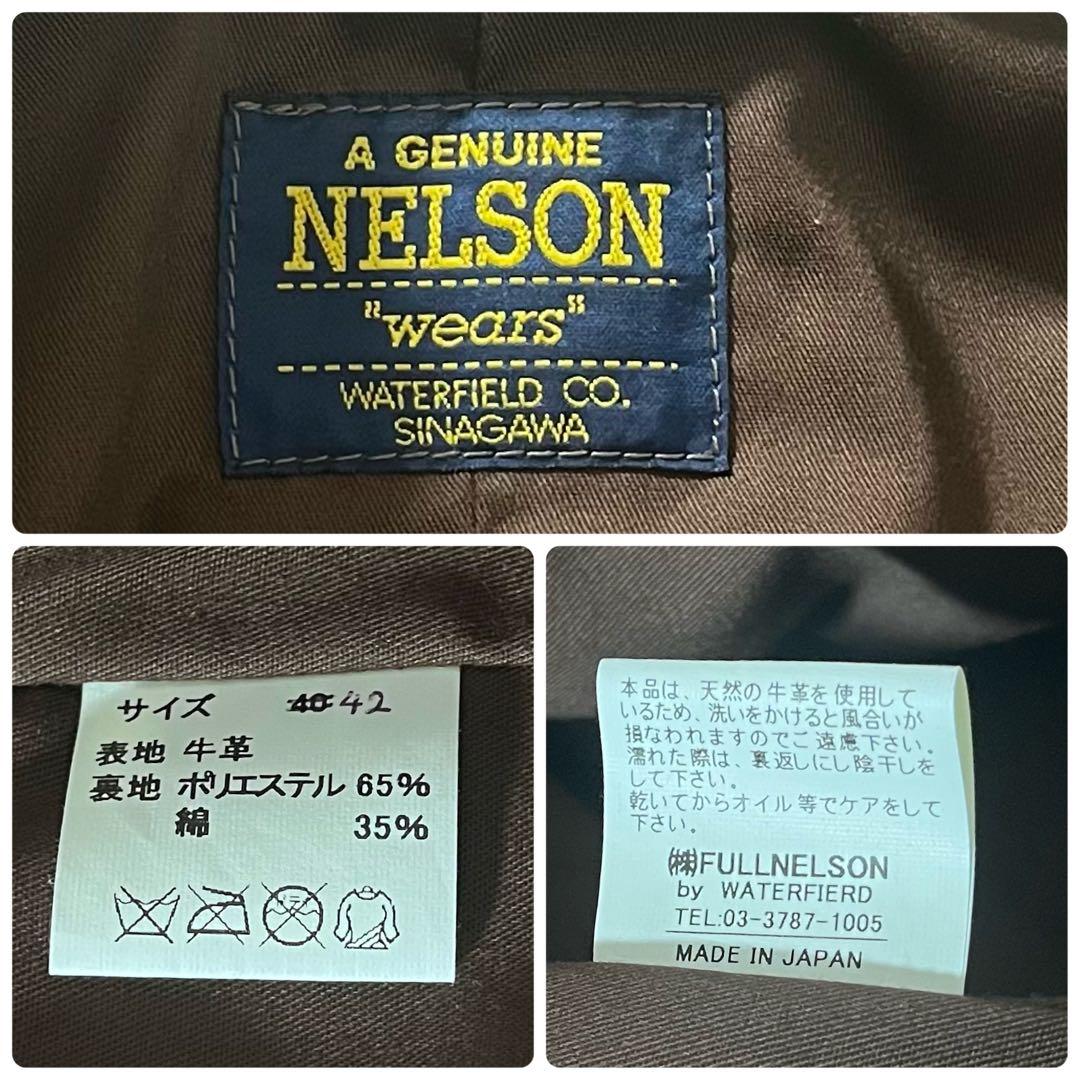 A GENUINE
NELSON
"wears"
WATERFIELD CO.
SINAGAWA
サイズ 40 42
表地 牛革
裏地 ポリエステル 65%
綿 35%
本品は、天然の牛革を使用して
いるため、洗いをかけると風合いが
損なわれますのでご遠慮下さい。
濡れた際は、裏返しにし陰干しを
して下さい。
乾いてからオイル等でケアをして
下さい。
㈱FULLNELSON
by WATERFIERD
TEL:03-3787-1005
MADE IN JAPAN